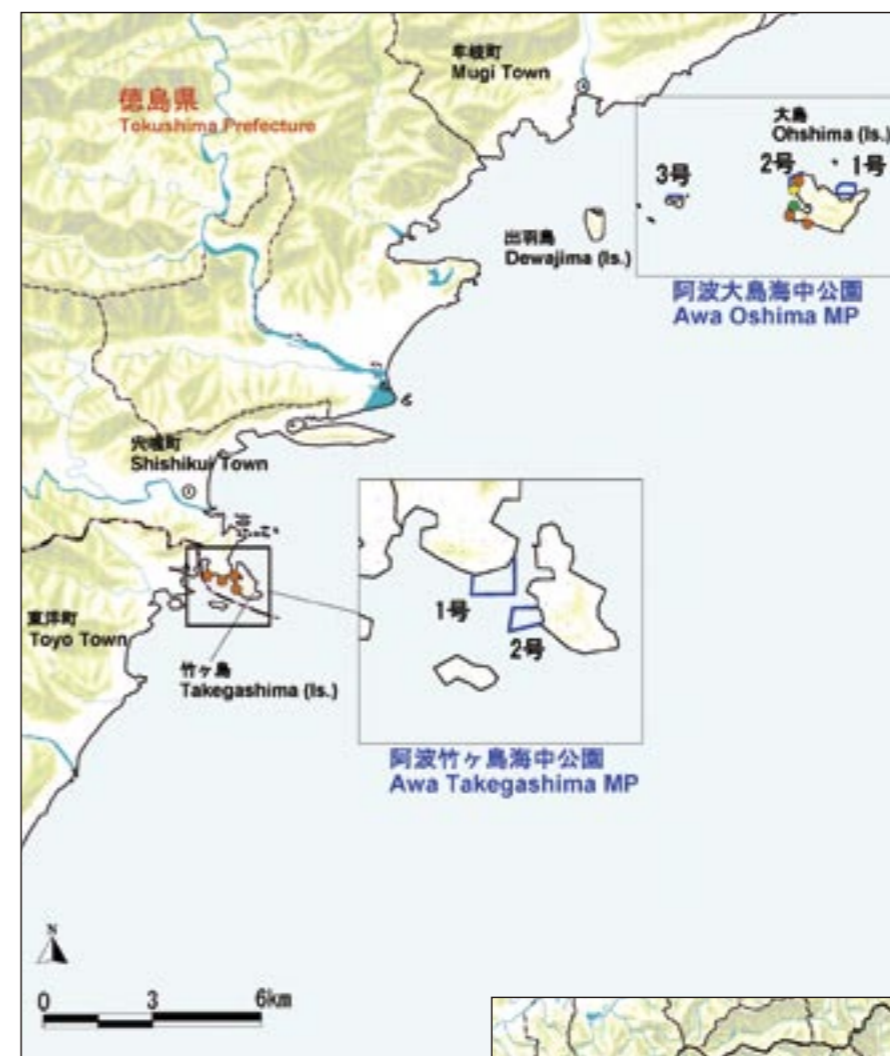 牟岐町
Mugi Town
徳島県
Tokushima Prefecture
大島
Ohshima (Is.)
3号
2号
1号
出羽島
Dewajima (Is.)
阿波大島海中公園
Awa Oshima MP
宍喰町
Shishikui Town
1号
2号
東洋町
Toyo Town
竹ヶ島
Takegashima (Is.)
阿波竹ヶ島海中公園
Awa Takegashima MP
N
0 3 6km